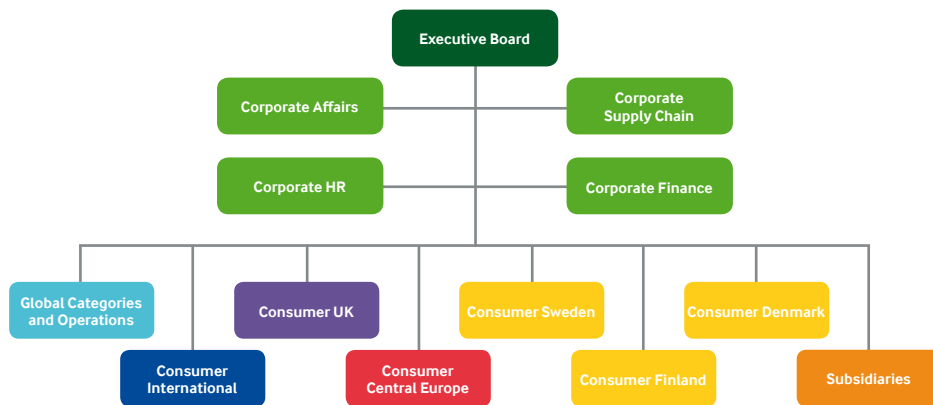 Executive Board
Corporate Affairs
Corporate
Supply Chain
Corporate HR
Corporate Finance
Global Categories
and Operations
Consumer UK
Consumer Sweden
Consumer Denmark
Consumer
International
Consumer
Central Europe
Consumer Finland
Subsidiaries